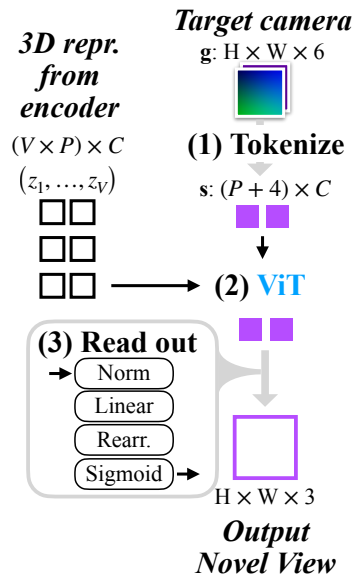 3D repr.
from
encoder
(V × P) × C
(z₁, …, z_V)
Target camera
g: H × W × 6
(1) Tokenize
s: (P + 4) × C
(2) ViT
(3) Read out
Norm
Linear
Rearr.
Sigmoid
H × W × 3
Output
Novel View